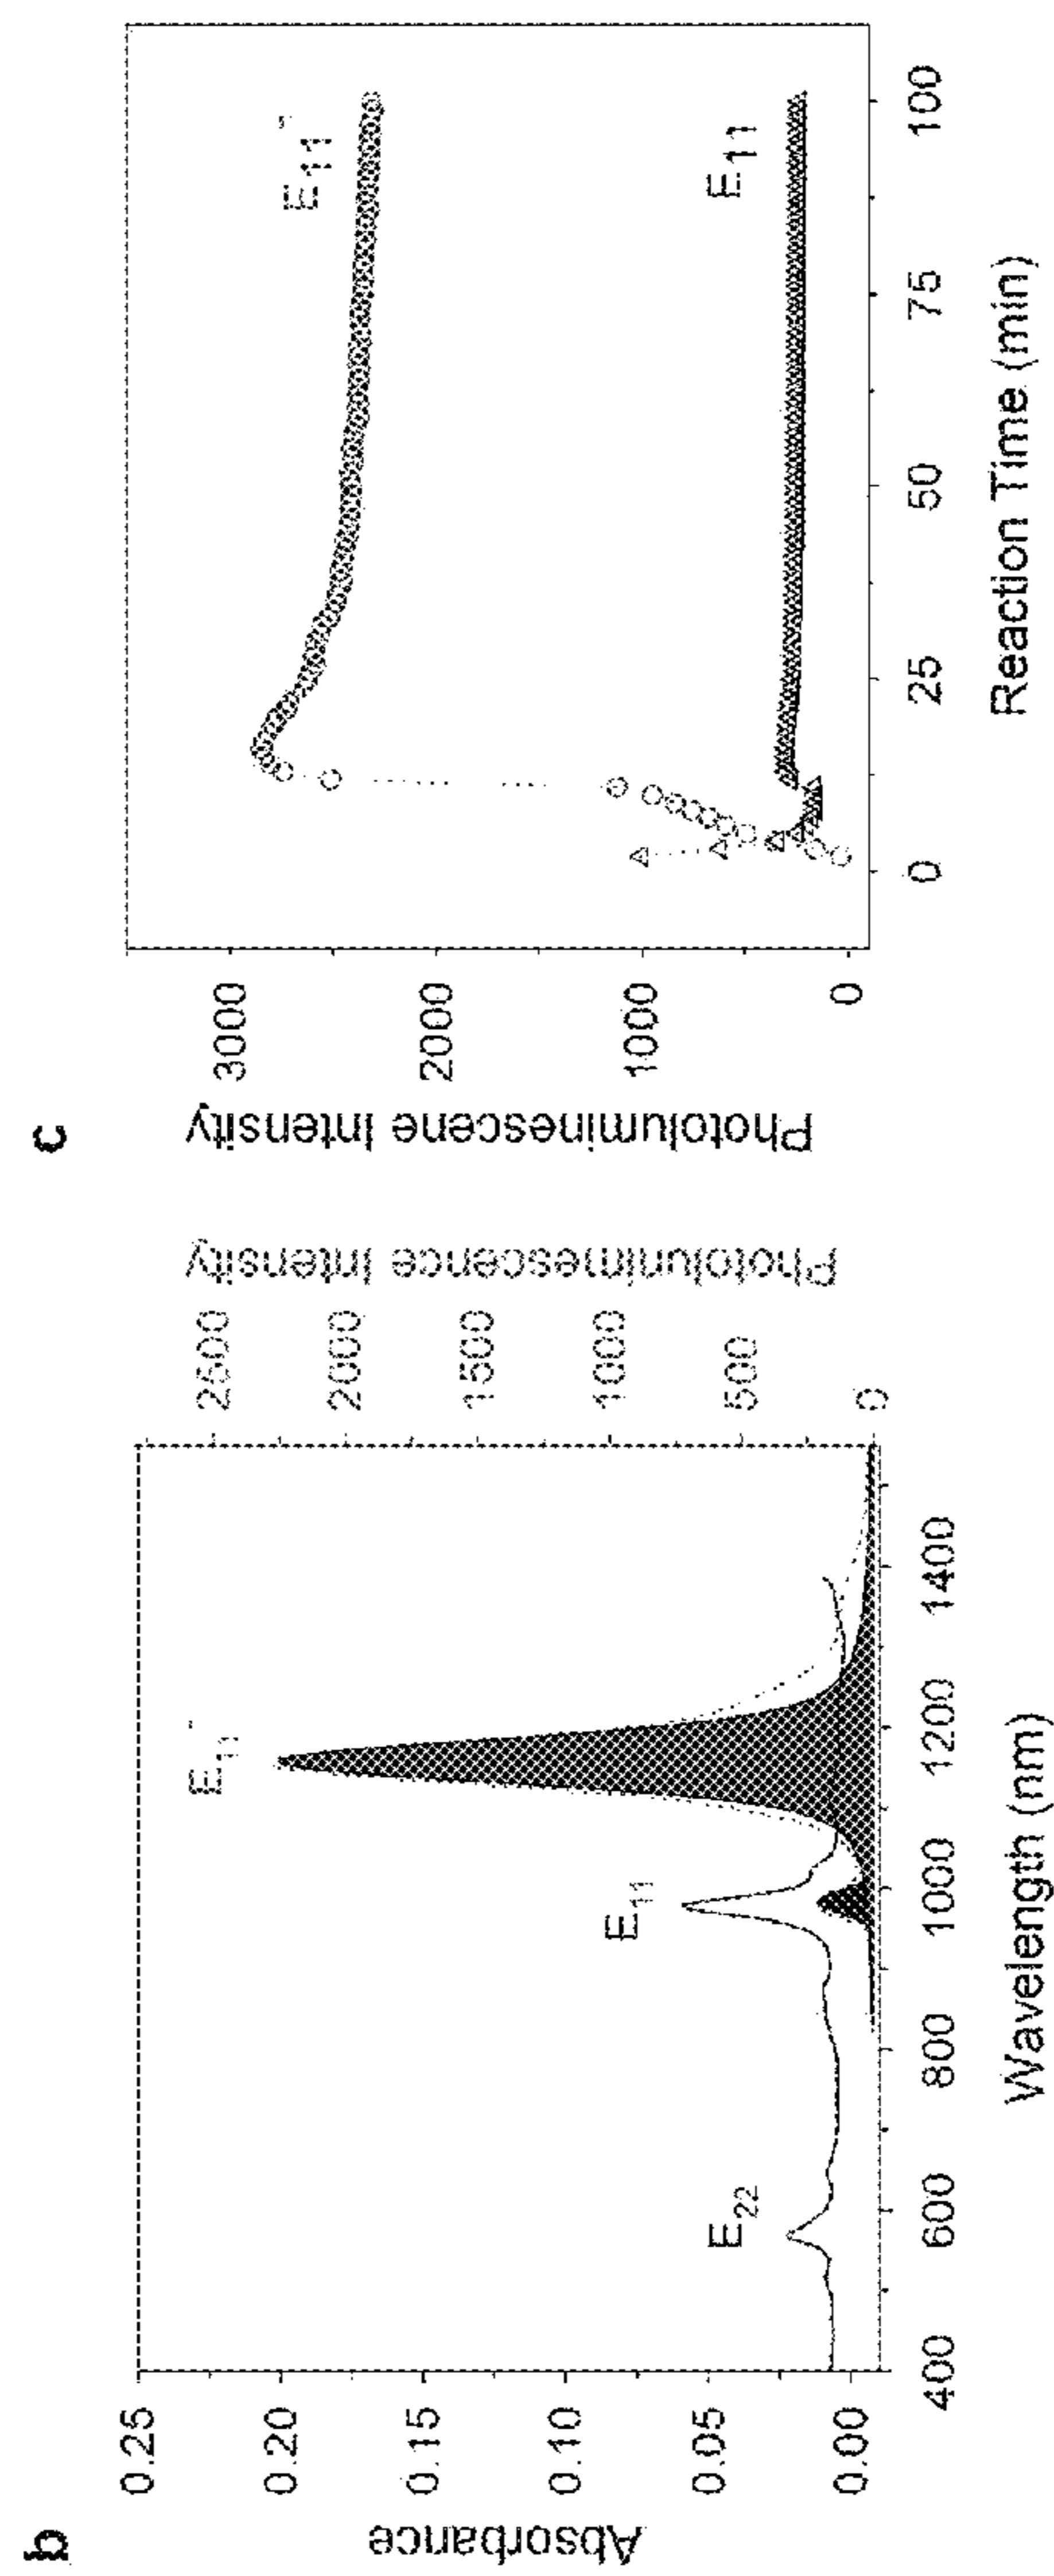 b
Absorbance
0.25
0.20
0.15
0.10
0.05
0.00
400
600
800
1000
1200
1400
Wavelength (nm)
E22
E11
E11-
Photoluminescence Intensity
2500
2000
1500
1000
500
0
c
Photoluminescene Intensity
3000
2000
1000
0
0
25
50
75
100
Reaction Time (min)
E11-
E11